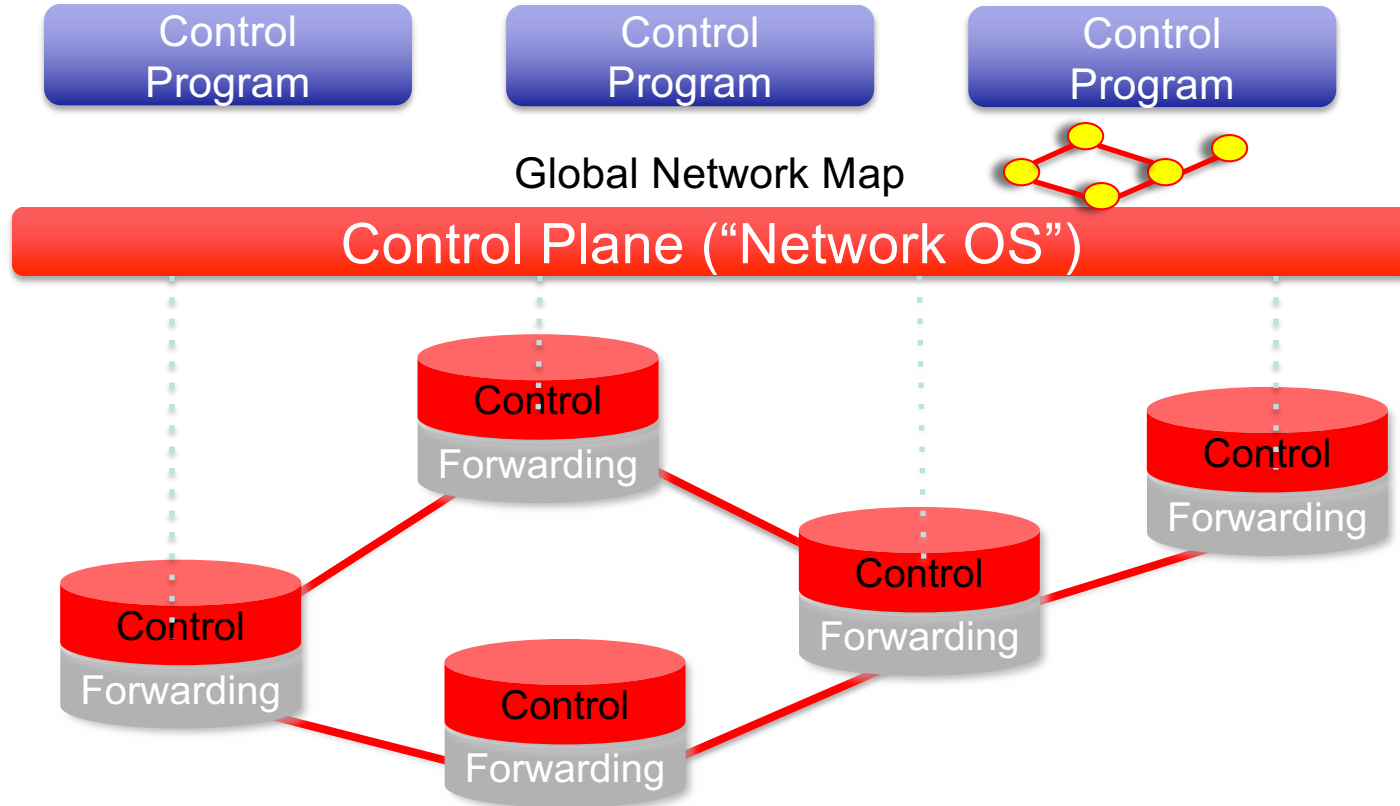 Control
Program
Control
Program
Control
Program
Global Network Map
Control Plane (“Network OS”)
Control
Forwarding
Control
Forwarding
Control
Forwarding
Control
Forwarding
Control
Forwarding